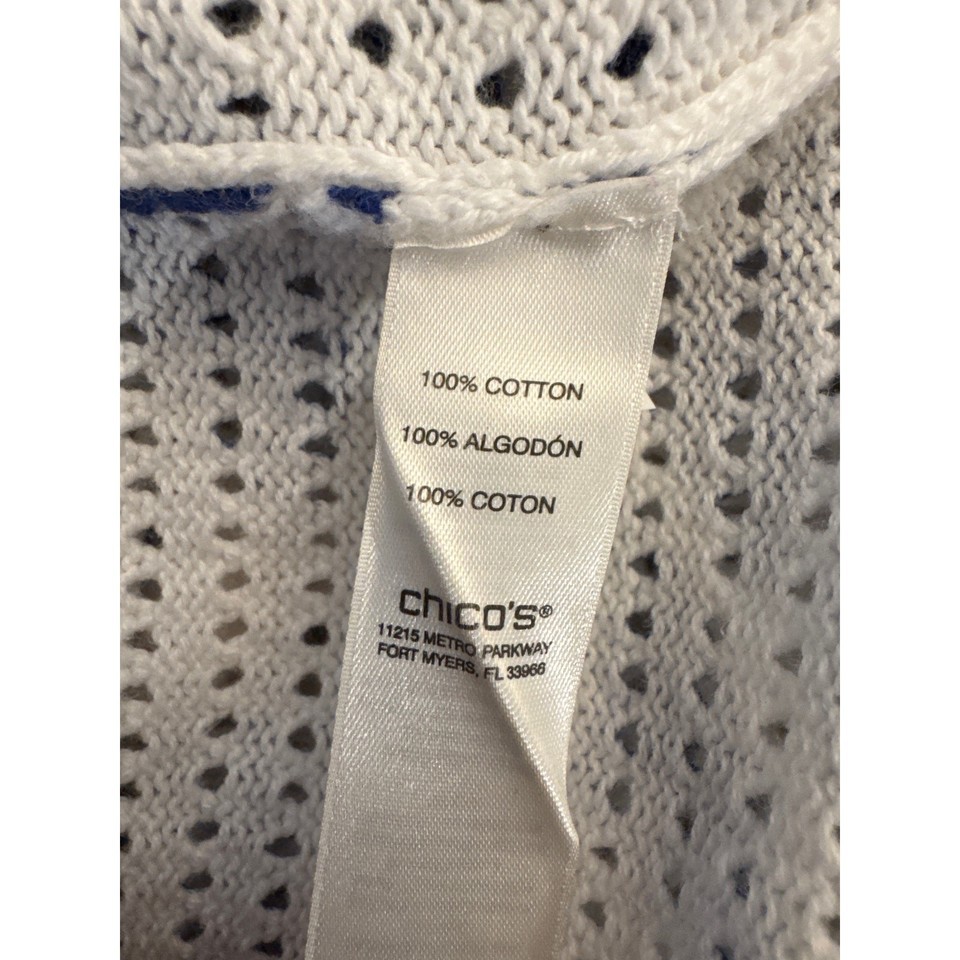 100% COTTON
100% ALGODÓN
100% COTON
chico's®
11215 METRO PARKWAY
FORT MYERS, FL 33966